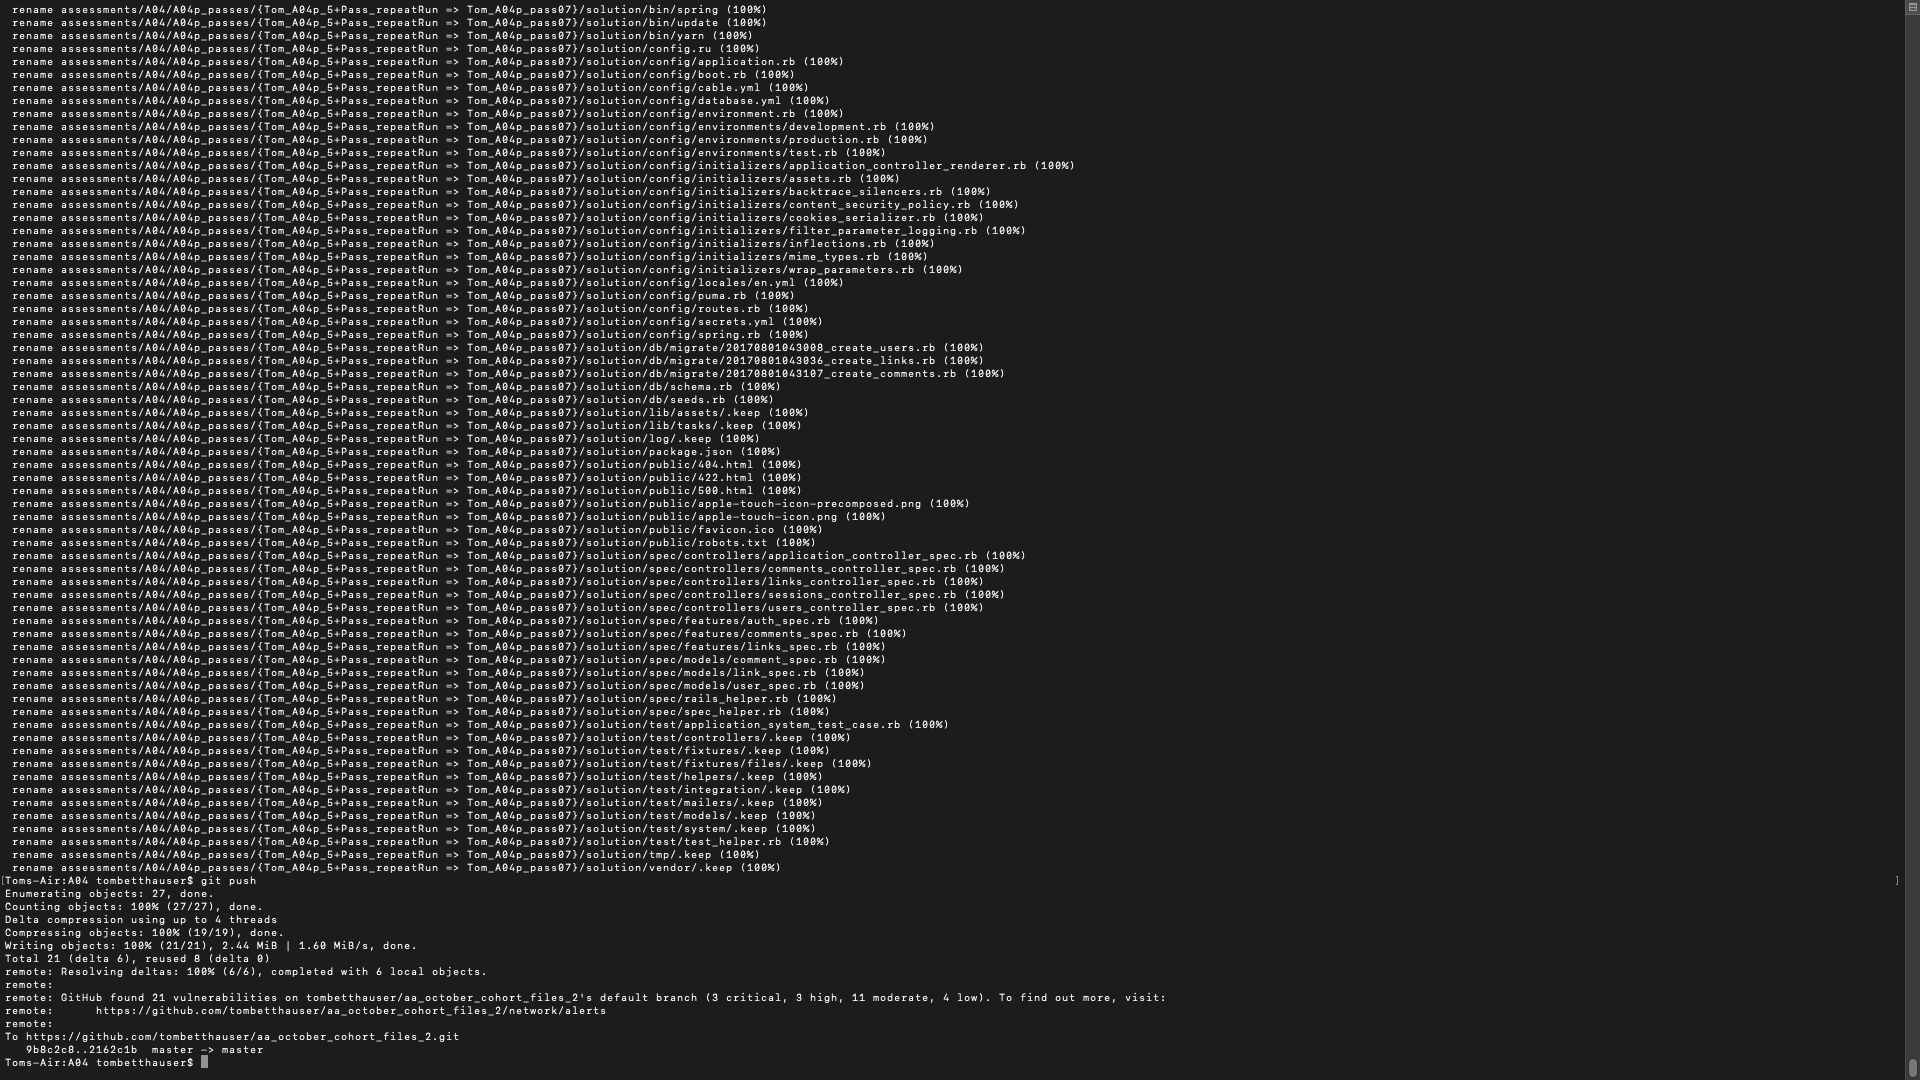 rename assessments/A04/A04p_passes/{Tom_A04p_5+Pass_repeatRun => Tom_A04p_pass07}/solution/bin/spring (100%)
rename assessments/A04/A04p_passes/{Tom_A04p_5+Pass_repeatRun => Tom_A04p_pass07}/solution/bin/update (100%)
rename assessments/A04/A04p_passes/{Tom_A04p_5+Pass_repeatRun => Tom_A04p_pass07}/solution/bin/yarn (100%)
rename assessments/A04/A04p_passes/{Tom_A04p_5+Pass_repeatRun => Tom_A04p_pass07}/solution/config.ru (100%)
rename assessments/A04/A04p_passes/{Tom_A04p_5+Pass_repeatRun => Tom_A04p_pass07}/solution/config/application.rb (100%)
rename assessments/A04/A04p_passes/{Tom_A04p_5+Pass_repeatRun => Tom_A04p_pass07}/solution/config/boot.rb (100%)
rename assessments/A04/A04p_passes/{Tom_A04p_5+Pass_repeatRun => Tom_A04p_pass07}/solution/config/cable.yml (100%)
rename assessments/A04/A04p_passes/{Tom_A04p_5+Pass_repeatRun => Tom_A04p_pass07}/solution/config/database.yml (100%)
rename assessments/A04/A04p_passes/{Tom_A04p_5+Pass_repeatRun => Tom_A04p_pass07}/solution/config/environment.rb (100%)
rename assessments/A04/A04p_passes/{Tom_A04p_5+Pass_repeatRun => Tom_A04p_pass07}/solution/config/environments/development.rb (100%)
rename assessments/A04/A04p_passes/{Tom_A04p_5+Pass_repeatRun => Tom_A04p_pass07}/solution/config/environments/production.rb (100%)
rename assessments/A04/A04p_passes/{Tom_A04p_5+Pass_repeatRun => Tom_A04p_pass07}/solution/config/environments/test.rb (100%)
rename assessments/A04/A04p_passes/{Tom_A04p_5+Pass_repeatRun => Tom_A04p_pass07}/solution/config/initializers/application_controller_renderer.rb (100%)
rename assessments/A04/A04p_passes/{Tom_A04p_5+Pass_repeatRun => Tom_A04p_pass07}/solution/config/initializers/assets.rb (100%)
rename assessments/A04/A04p_passes/{Tom_A04p_5+Pass_repeatRun => Tom_A04p_pass07}/solution/config/initializers/backtrace_silencers.rb (100%)
rename assessments/A04/A04p_passes/{Tom_A04p_5+Pass_repeatRun => Tom_A04p_pass07}/solution/config/initializers/content_security_policy.rb (100%)
rename assessments/A04/A04p_passes/{Tom_A04p_5+Pass_repeatRun => Tom_A04p_pass07}/solution/config/initializers/cookies_serializer.rb (100%)
rename assessments/A04/A04p_passes/{Tom_A04p_5+Pass_repeatRun => Tom_A04p_pass07}/solution/config/initializers/filter_parameter_logging.rb (100%)
rename assessments/A04/A04p_passes/{Tom_A04p_5+Pass_repeatRun => Tom_A04p_pass07}/solution/config/initializers/inflections.rb (100%)
rename assessments/A04/A04p_passes/{Tom_A04p_5+Pass_repeatRun => Tom_A04p_pass07}/solution/config/initializers/mime_types.rb (100%)
rename assessments/A04/A04p_passes/{Tom_A04p_5+Pass_repeatRun => Tom_A04p_pass07}/solution/config/initializers/wrap_parameters.rb (100%)
rename assessments/A04/A04p_passes/{Tom_A04p_5+Pass_repeatRun => Tom_A04p_pass07}/solution/config/locales/en.yml (100%)
rename assessments/A04/A04p_passes/{Tom_A04p_5+Pass_repeatRun => Tom_A04p_pass07}/solution/config/puma.rb (100%)
rename assessments/A04/A04p_passes/{Tom_A04p_5+Pass_repeatRun => Tom_A04p_pass07}/solution/config/routes.rb (100%)
rename assessments/A04/A04p_passes/{Tom_A04p_5+Pass_repeatRun => Tom_A04p_pass07}/solution/config/secrets.yml (100%)
rename assessments/A04/A04p_passes/{Tom_A04p_5+Pass_repeatRun => Tom_A04p_pass07}/solution/config/spring.rb (100%)
rename assessments/A04/A04p_passes/{Tom_A04p_5+Pass_repeatRun => Tom_A04p_pass07}/solution/db/migrate/20170801043008_create_users.rb (100%)
rename assessments/A04/A04p_passes/{Tom_A04p_5+Pass_repeatRun => Tom_A04p_pass07}/solution/db/migrate/20170801043036_create_links.rb (100%)
rename assessments/A04/A04p_passes/{Tom_A04p_5+Pass_repeatRun => Tom_A04p_pass07}/solution/db/migrate/20170801043107_create_comments.rb (100%)
rename assessments/A04/A04p_passes/{Tom_A04p_5+Pass_repeatRun => Tom_A04p_pass07}/solution/db/schema.rb (100%)
rename assessments/A04/A04p_passes/{Tom_A04p_5+Pass_repeatRun => Tom_A04p_pass07}/solution/db/seeds.rb (100%)
rename assessments/A04/A04p_passes/{Tom_A04p_5+Pass_repeatRun => Tom_A04p_pass07}/solution/lib/assets/.keep (100%)
rename assessments/A04/A04p_passes/{Tom_A04p_5+Pass_repeatRun => Tom_A04p_pass07}/solution/lib/tasks/.keep (100%)
rename assessments/A04/A04p_passes/{Tom_A04p_5+Pass_repeatRun => Tom_A04p_pass07}/solution/log/.keep (100%)
rename assessments/A04/A04p_passes/{Tom_A04p_5+Pass_repeatRun => Tom_A04p_pass07}/solution/package.json (100%)
rename assessments/A04/A04p_passes/{Tom_A04p_5+Pass_repeatRun => Tom_A04p_pass07}/solution/public/404.html (100%)
rename assessments/A04/A04p_passes/{Tom_A04p_5+Pass_repeatRun => Tom_A04p_pass07}/solution/public/422.html (100%)
rename assessments/A04/A04p_passes/{Tom_A04p_5+Pass_repeatRun => Tom_A04p_pass07}/solution/public/500.html (100%)
rename assessments/A04/A04p_passes/{Tom_A04p_5+Pass_repeatRun => Tom_A04p_pass07}/solution/public/apple-touch-icon-precomposed.png (100%)
rename assessments/A04/A04p_passes/{Tom_A04p_5+Pass_repeatRun => Tom_A04p_pass07}/solution/public/apple-touch-icon.png (100%)
rename assessments/A04/A04p_passes/{Tom_A04p_5+Pass_repeatRun => Tom_A04p_pass07}/solution/public/favicon.ico (100%)
rename assessments/A04/A04p_passes/{Tom_A04p_5+Pass_repeatRun => Tom_A04p_pass07}/solution/public/robots.txt (100%)
rename assessments/A04/A04p_passes/{Tom_A04p_5+Pass_repeatRun => Tom_A04p_pass07}/solution/spec/controllers/application_controller_spec.rb (100%)
rename assessments/A04/A04p_passes/{Tom_A04p_5+Pass_repeatRun => Tom_A04p_pass07}/solution/spec/controllers/comments_controller_spec.rb (100%)
rename assessments/A04/A04p_passes/{Tom_A04p_5+Pass_repeatRun => Tom_A04p_pass07}/solution/spec/controllers/links_controller_spec.rb (100%)
rename assessments/A04/A04p_passes/{Tom_A04p_5+Pass_repeatRun => Tom_A04p_pass07}/solution/spec/controllers/sessions_controller_spec.rb (100%)
rename assessments/A04/A04p_passes/{Tom_A04p_5+Pass_repeatRun => Tom_A04p_pass07}/solution/spec/controllers/users_controller_spec.rb (100%)
rename assessments/A04/A04p_passes/{Tom_A04p_5+Pass_repeatRun => Tom_A04p_pass07}/solution/spec/features/auth_spec.rb (100%)
rename assessments/A04/A04p_passes/{Tom_A04p_5+Pass_repeatRun => Tom_A04p_pass07}/solution/spec/features/comments_spec.rb (100%)
rename assessments/A04/A04p_passes/{Tom_A04p_5+Pass_repeatRun => Tom_A04p_pass07}/solution/spec/features/links_spec.rb (100%)
rename assessments/A04/A04p_passes/{Tom_A04p_5+Pass_repeatRun => Tom_A04p_pass07}/solution/spec/models/comment_spec.rb (100%)
rename assessments/A04/A04p_passes/{Tom_A04p_5+Pass_repeatRun => Tom_A04p_pass07}/solution/spec/models/link_spec.rb (100%)
rename assessments/A04/A04p_passes/{Tom_A04p_5+Pass_repeatRun => Tom_A04p_pass07}/solution/spec/models/user_spec.rb (100%)
rename assessments/A04/A04p_passes/{Tom_A04p_5+Pass_repeatRun => Tom_A04p_pass07}/solution/spec/rails_helper.rb (100%)
rename assessments/A04/A04p_passes/{Tom_A04p_5+Pass_repeatRun => Tom_A04p_pass07}/solution/spec/spec_helper.rb (100%)
rename assessments/A04/A04p_passes/{Tom_A04p_5+Pass_repeatRun => Tom_A04p_pass07}/solution/test/application_system_test_case.rb (100%)
rename assessments/A04/A04p_passes/{Tom_A04p_5+Pass_repeatRun => Tom_A04p_pass07}/solution/test/controllers/.keep (100%)
rename assessments/A04/A04p_passes/{Tom_A04p_5+Pass_repeatRun => Tom_A04p_pass07}/solution/test/fixtures/.keep (100%)
rename assessments/A04/A04p_passes/{Tom_A04p_5+Pass_repeatRun => Tom_A04p_pass07}/solution/test/fixtures/files/.keep (100%)
rename assessments/A04/A04p_passes/{Tom_A04p_5+Pass_repeatRun => Tom_A04p_pass07}/solution/test/helpers/.keep (100%)
rename assessments/A04/A04p_passes/{Tom_A04p_5+Pass_repeatRun => Tom_A04p_pass07}/solution/test/integration/.keep (100%)
rename assessments/A04/A04p_passes/{Tom_A04p_5+Pass_repeatRun => Tom_A04p_pass07}/solution/test/mailers/.keep (100%)
rename assessments/A04/A04p_passes/{Tom_A04p_5+Pass_repeatRun => Tom_A04p_pass07}/solution/test/models/.keep (100%)
rename assessments/A04/A04p_passes/{Tom_A04p_5+Pass_repeatRun => Tom_A04p_pass07}/solution/test/system/.keep (100%)
rename assessments/A04/A04p_passes/{Tom_A04p_5+Pass_repeatRun => Tom_A04p_pass07}/solution/test/test_helper.rb (100%)
rename assessments/A04/A04p_passes/{Tom_A04p_5+Pass_repeatRun => Tom_A04p_pass07}/solution/tmp/.keep (100%)
rename assessments/A04/A04p_passes/{Tom_A04p_5+Pass_repeatRun => Tom_A04p_pass07}/solution/vendor/.keep (100%)
[Toms-Air:A04 tombetthauser$ git push ]
Enumerating objects: 27, done.
Counting objects: 100% (27/27), done.
Delta compression using up to 4 threads
Compressing objects: 100% (19/19), done.
Writing objects: 100% (21/21), 2.44 MiB | 1.60 MiB/s, done.
Total 21 (delta 6), reused 8 (delta 0)
remote: Resolving deltas: 100% (6/6), completed with 6 local objects.
remote:
remote: GitHub found 21 vulnerabilities on tombetthauser/aa_october_cohort_files_2's default branch (3 critical, 3 high, 11 moderate, 4 low). To find out more, visit:
remote: https://github.com/tombetthauser/aa_october_cohort_files_2/network/alerts
remote:
To https://github.com/tombetthauser/aa_october_cohort_files_2.git
9b8c2c8..2162c1b master -> master
Toms-Air:A04 tombetthauser$